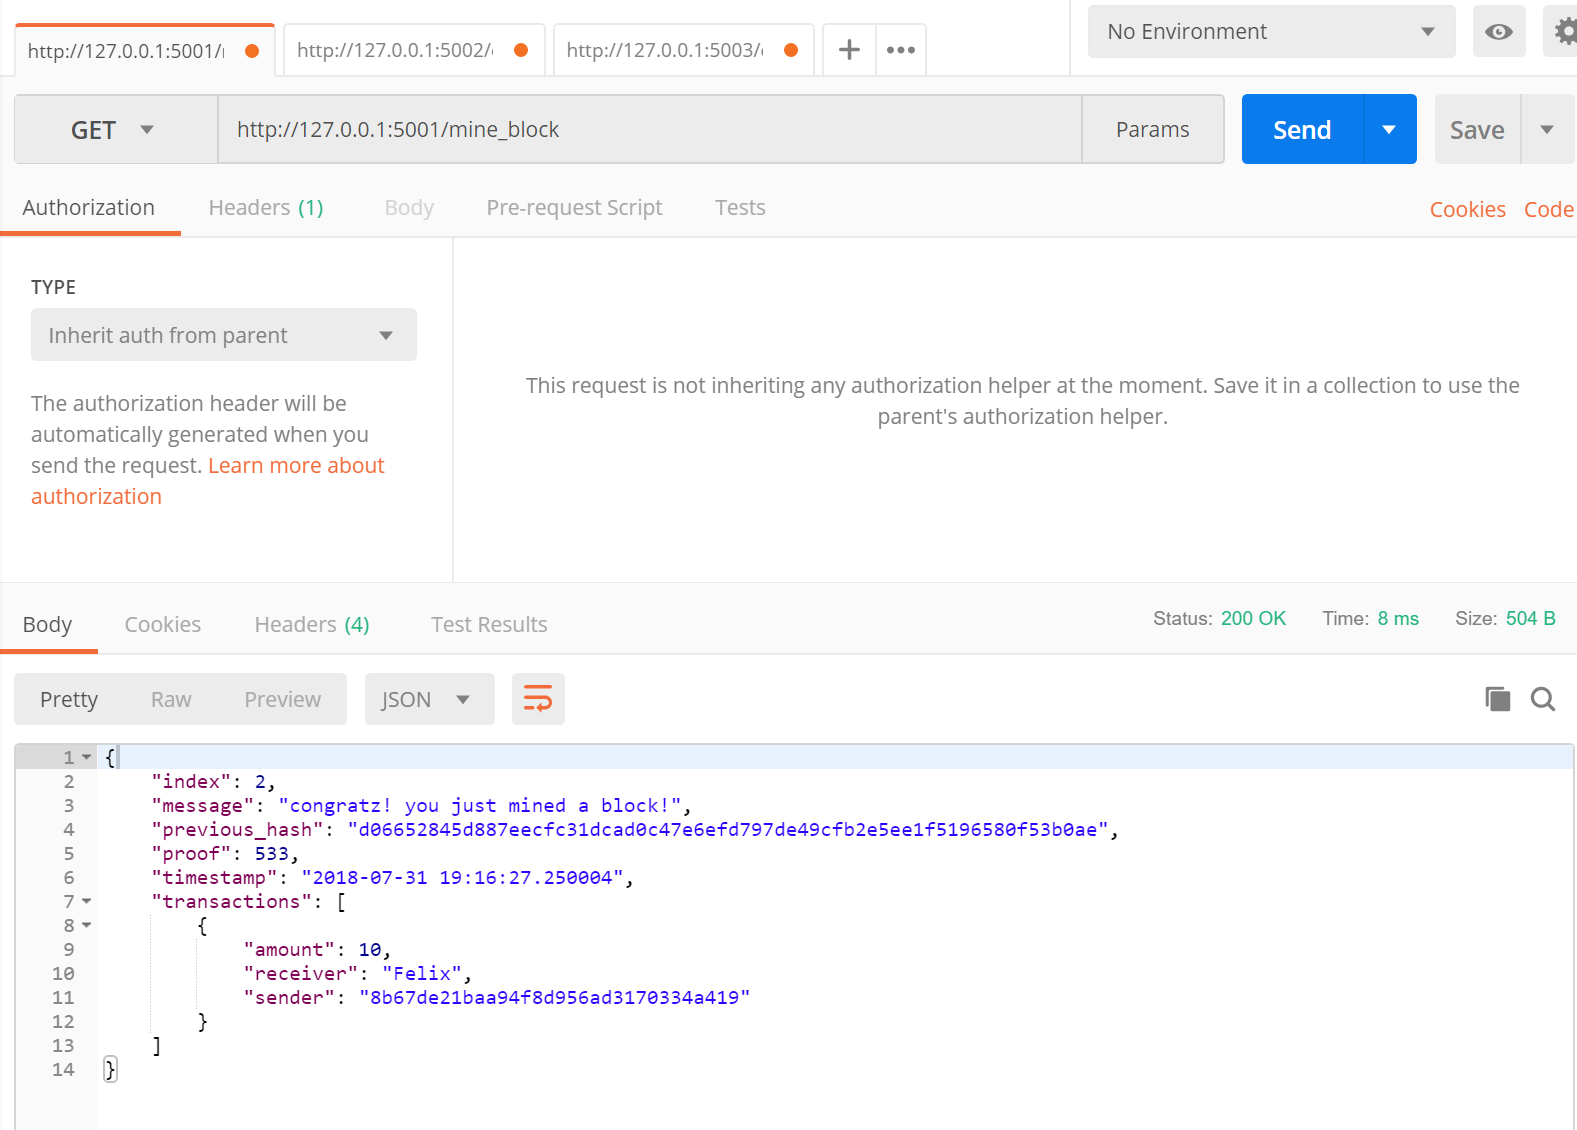 http://127.0.0.1:5001/
http://127.0.0.1:5002/
http://127.0.0.1:5003/
No Environment
GET
http://127.0.0.1:5001/mine_block
Params
Send
Save
Authorization
Headers (1)
Body
Pre-request Script
Tests
Cookies
Code
TYPE
Inherit auth from parent
The authorization header will be
automatically generated when you
send the request. Learn more about
authorization
This request is not inheriting any authorization helper at the moment. Save it in a collection to use the
parent's authorization helper.
Body
Cookies
Headers (4)
Test Results
Status: 200 OK
Time: 8 ms
Size: 504 B
Pretty
Raw
Preview
JSON
1 {
2 "index": 2,
3 "message": "congratz! you just mined a block!",
4 "previous_hash": "d06652845d887eecfc31dcad0c47e6efd797de49cfb2e5ee1f5196580f53b0ae",
5 "proof": 533,
6 "timestamp": "2018-07-31 19:16:27.250004",
7 "transactions": [
8 {
9 "amount": 10,
10 "receiver": "Felix",
11 "sender": "8b67de21baa94f8d956ad3170334a419"
12 }
13 ]
14 }